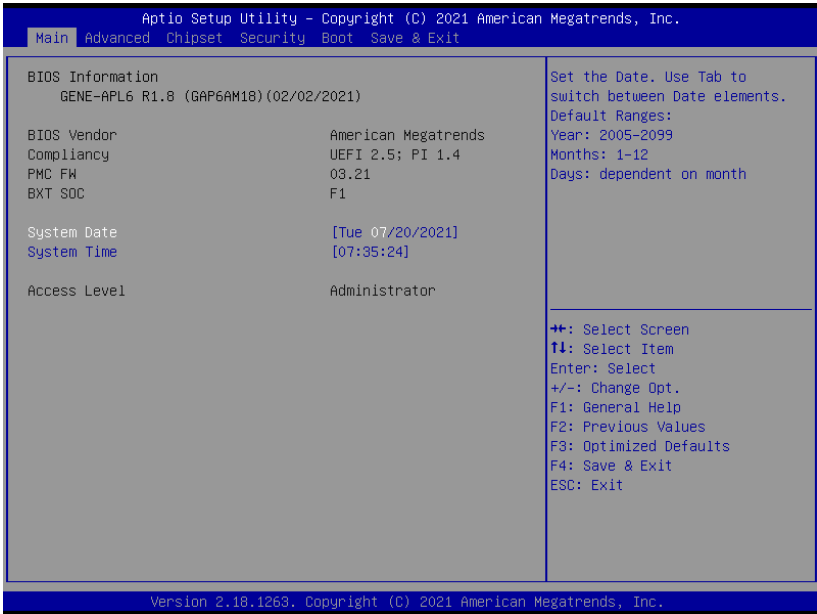 Aptio Setup Utility – Copyright (C) 2021 American Megatrends, Inc.
Main Advanced Chipset Security Boot Save & Exit
BIOS Information
GENE-APL6 R1.8 (GAP6AM18)(02/02/2021)
BIOS Vendor American Megatrends
Compliancy UEFI 2.5; PI 1.4
PMC FW 03.21
BXT SOC F1
System Date [Tue 07/20/2021]
System Time [07:35:24]
Access Level Administrator
Set the Date. Use Tab to
switch between Date elements.
Default Ranges:
Year: 2005-2099
Months: 1-12
Days: dependent on month
→←: Select Screen
↑↓: Select Item
Enter: Select
+/-: Change Opt.
F1: General Help
F2: Previous Values
F3: Optimized Defaults
F4: Save & Exit
ESC: Exit
Version 2.18.1263. Copyright (C) 2021 American Megatrends, Inc.